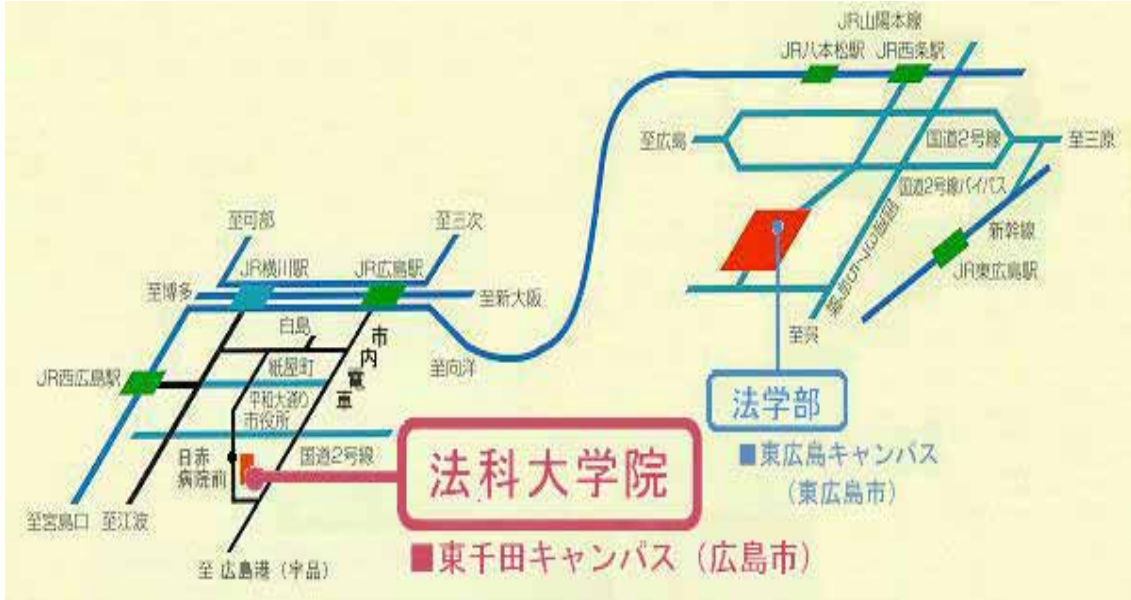 JR山陽本線
JR八本松駅
JR西条駅
至広島
国道2号線
至三原
国道2号線バイパス
新幹線
JR東広島駅
至呉
至可部
至三次
JR横川駅
JR広島駅
至博多
至新大阪
白島
市内電車
紙屋町
至向洋
JR西広島駅
平和大通り
市役所
法学部
■東広島キャンパス
(東広島市)
日赤
病院前
国道2号線
法科大学院
■東千田キャンパス(広島市)
至宮島口
至江波
至 広島港(宇品)